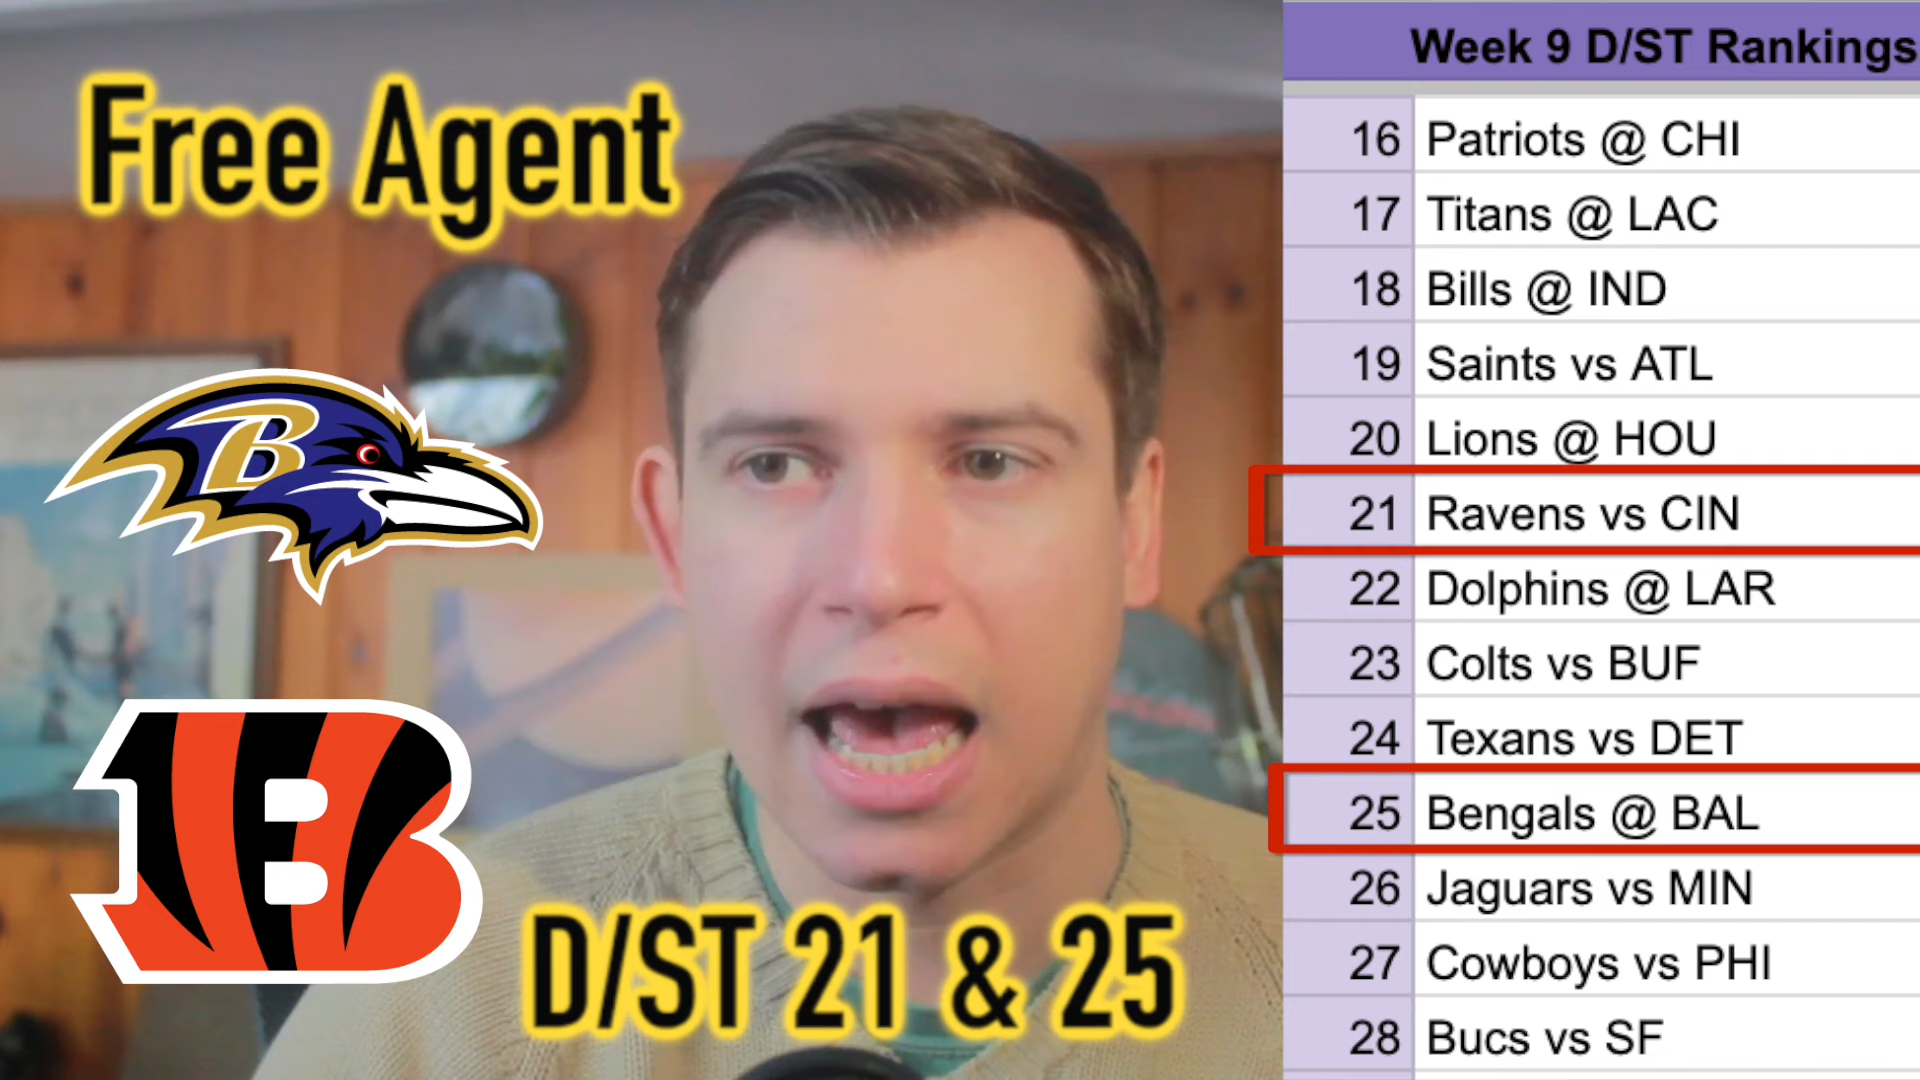 Free Agent
B
D/ST 21 & 25
Week 9 D/ST Rankings
16 Patriots @ CHI
17 Titans @ LAC
18 Bills @ IND
19 Saints vs ATL
20 Lions @ HOU
21 Ravens vs CIN
22 Dolphins @ LAR
23 Colts vs BUF
24 Texans vs DET
25 Bengals @ BAL
26 Jaguars vs MIN
27 Cowboys vs PHI
28 Bucs vs SF